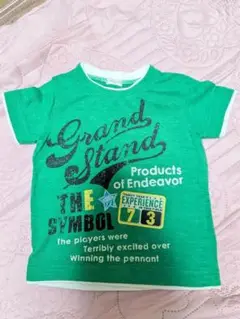 Grand
Stand
Products
of Endeavor
THE
SYMBOL
EXPERIENCE
7 3
The players were
Terribly excited over
Winning the pennant